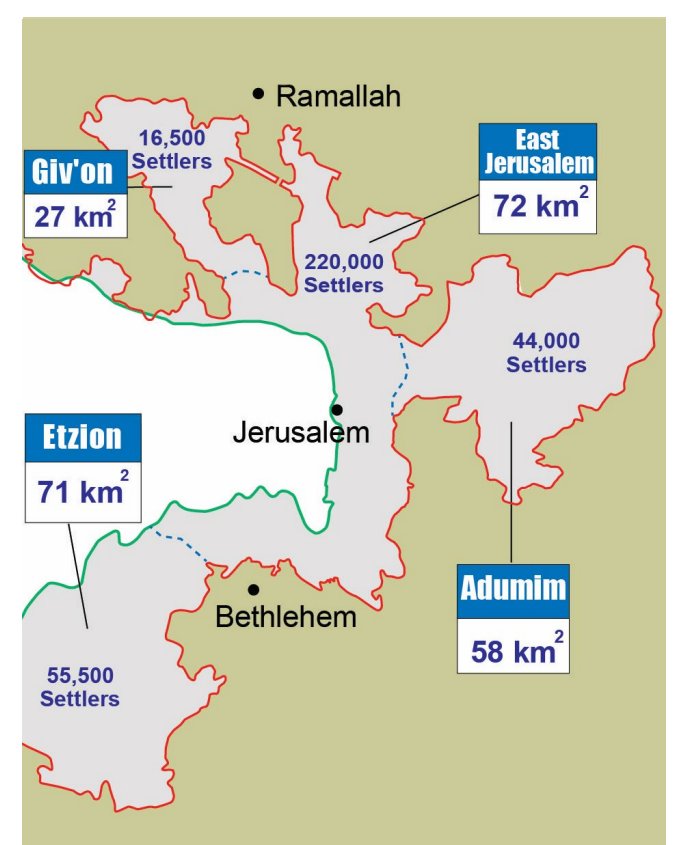 Ramallah
16,500
Settlers
Giv'on
27 km²
East
Jerusalem
72 km²
220,000
Settlers
44,000
Settlers
Jerusalem
Etzion
71 km²
Adumim
58 km²
Bethlehem
55,500
Settlers